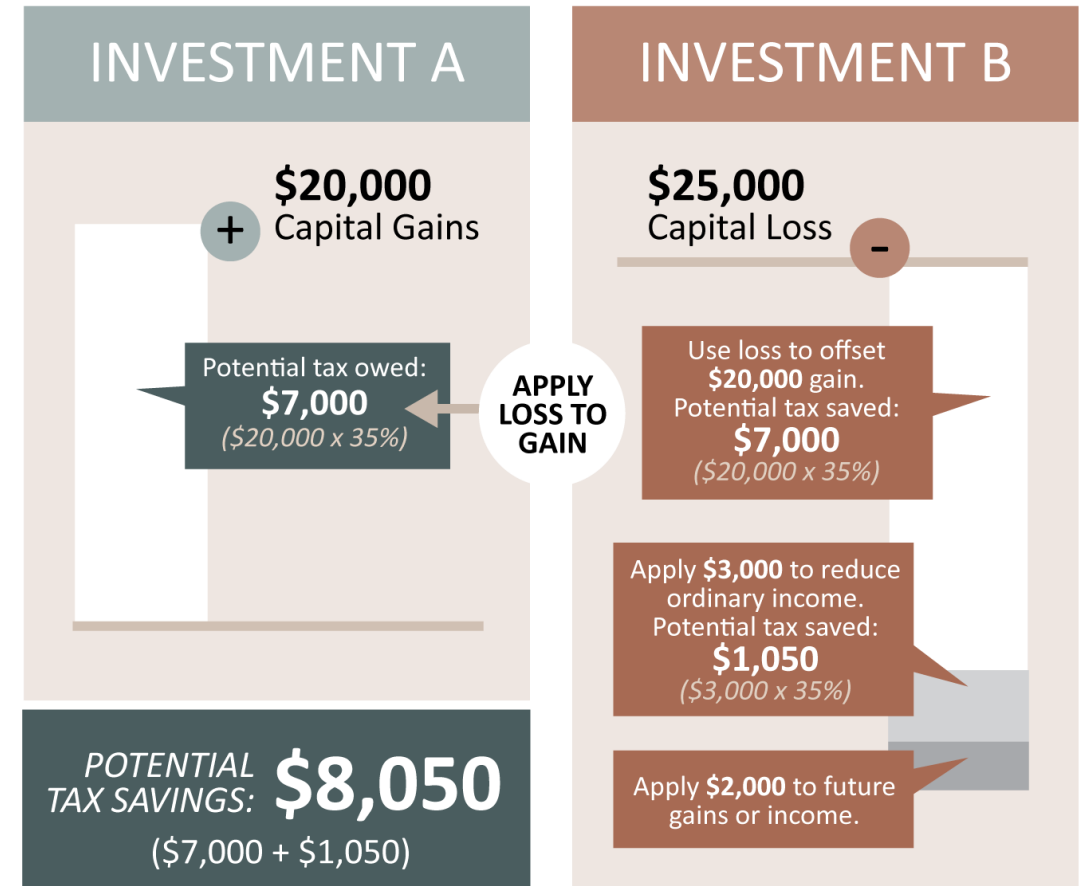 INVESTMENT A
$20,000
Capital Gains
+
Potential tax owed:
$7,000
($20,000 x 35%)
APPLY
LOSS TO
GAIN
POTENTIAL
TAX SAVINGS:
$8,050
($7,000 + $1,050)
INVESTMENT B
$25,000
Capital Loss
-
Use loss to offset
$20,000 gain.
Potential tax saved:
$7,000
($20,000 x 35%)
Apply $3,000 to reduce
ordinary income.
Potential tax saved:
$1,050
($3,000 x 35%)
Apply $2,000 to future
gains or income.